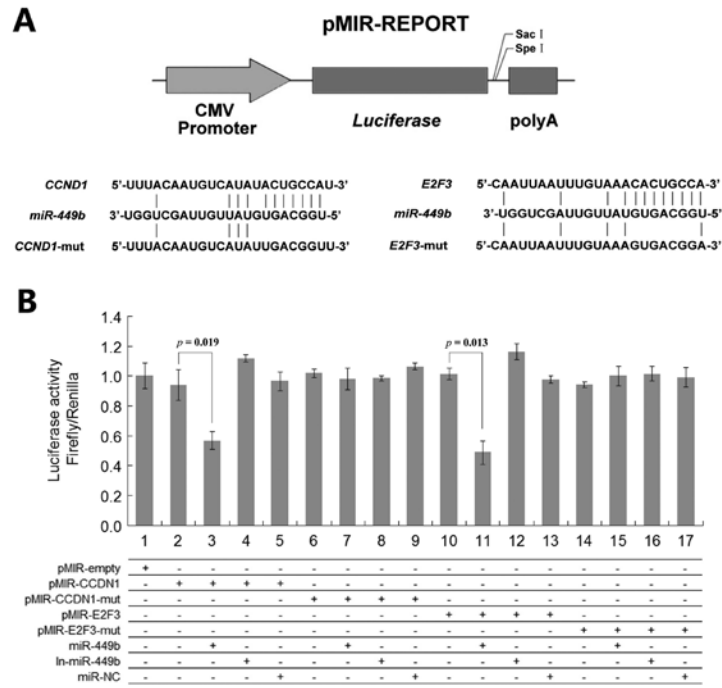 A
pMIR-REPORT
Sac I
Spe I
CMV Promoter
Luciferase
polyA
CCND1 5'-UUUACAAUGUCAUAUACUGCCAU-3'
miR-449b 3'-UGGUCGAUUGUUAUGUGACGGU-5'
CCND1-mut 5'-UUUACAAUGUCAUAUUGACGGUU-3'
E2F3 5'-CAAUUAAUUUGUAAACACUGCCA-3'
miR-449b 3'-UGGUCGAUUGUUAUGUGACGGU-5'
E2F3-mut 5'-CAAUUAAUUUGUAAAGUGACGGA-3'
B
Luciferase activity
Firefly/Renilla
1.4
1.2
1.0
0.8
0.6
0.4
0.2
0.0
p = 0.019
p = 0.013
1 2 3 4 5 6 7 8 9 10 11 12 13 14 15 16 17
pMIR-empty + - - - - - - - - - - - - - - - -
pMIR-CCDN1 - + + + + - - - - - - - - - - - -
pMIR-CCDN1-mut - - - - - + + + + - - - - - - - -
pMIR-E2F3 - - - - - - - - - + + + + - - - -
pMIR-E2F3-mut - - - - - - - - - - - - - + + + +
miR-449b - - + - - - + - - - + - - - + - -
In-miR-449b - - - + - - - + - - - + - - - + -
miR-NC - - - - + - - - + - - - + - - - +